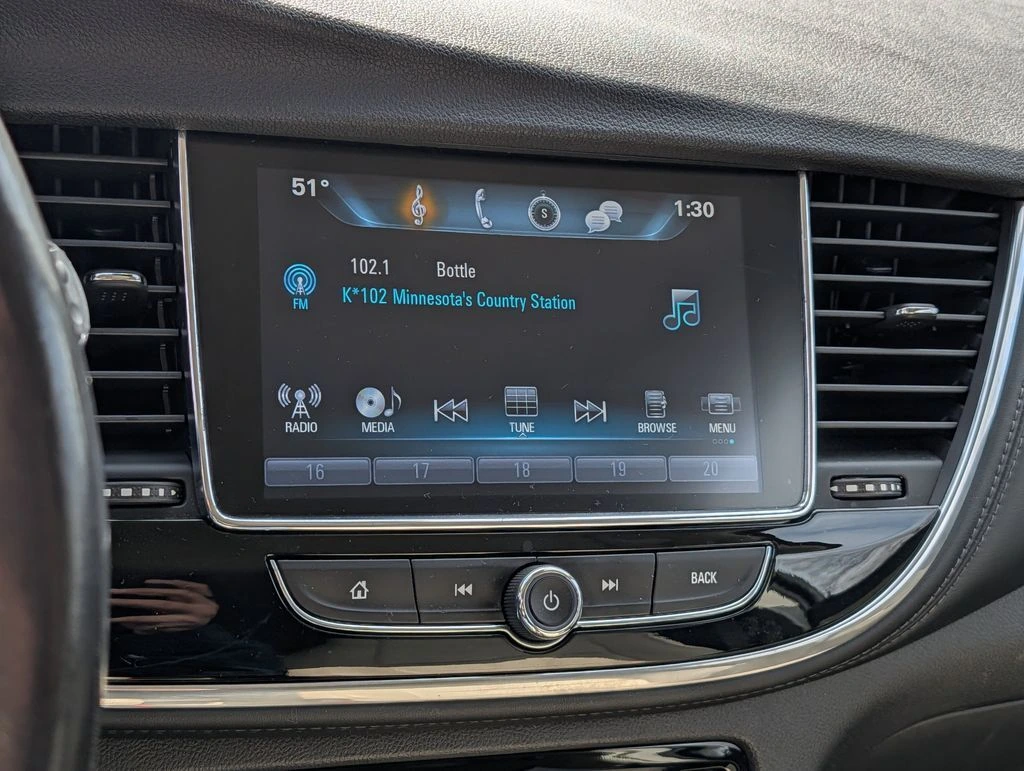 51° S 1:30
102.1 Bottle
FM K*102 Minnesota's Country Station
RADIO MEDIA TUNE BROWSE MENU
16 17 18 19 20
BACK